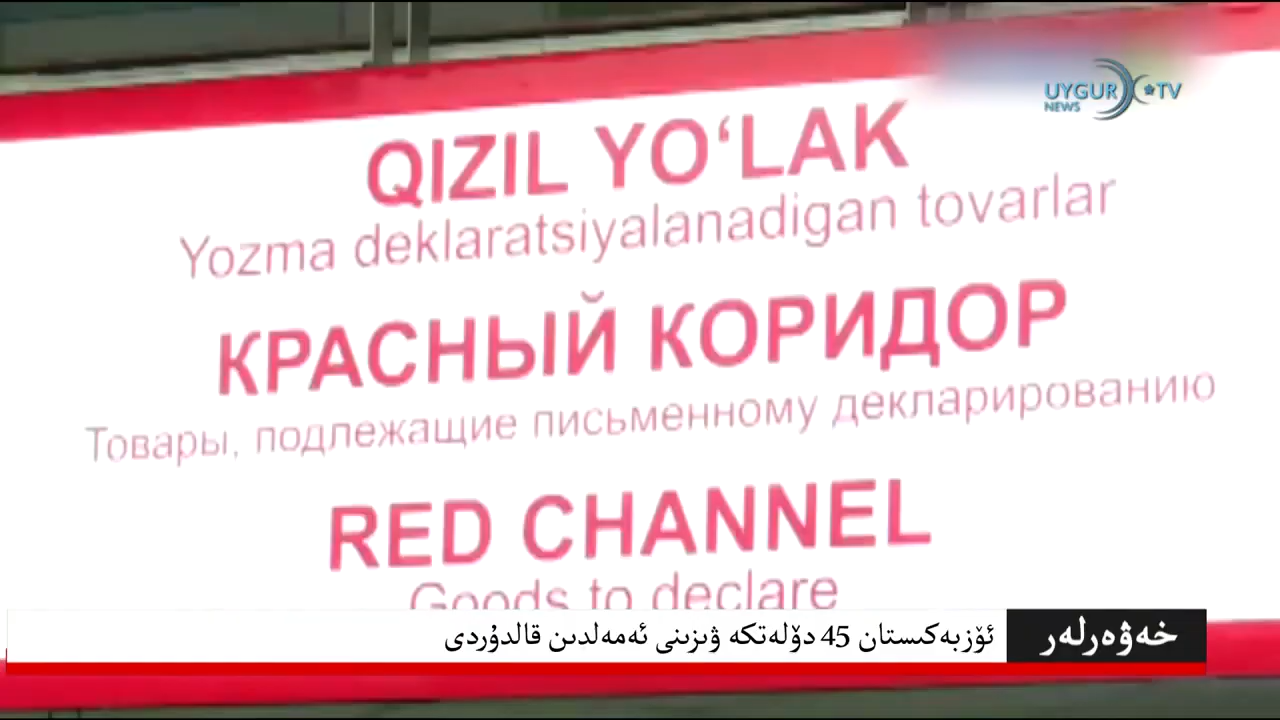 UYGUR TV
NEWS
QIZIL YO‘LAK
Yozma deklaratsiyalanadigan tovarlar
КРАСНЫЙ КОРИДОР
Товары, подлежащие письменному декларированию
RED CHANNEL
Goods to declare
خەۋەرلەر
ئۆزبەكىستان 45 دۆلەتكە ۋىزىنى ئەمەلدىن قالدۇردى